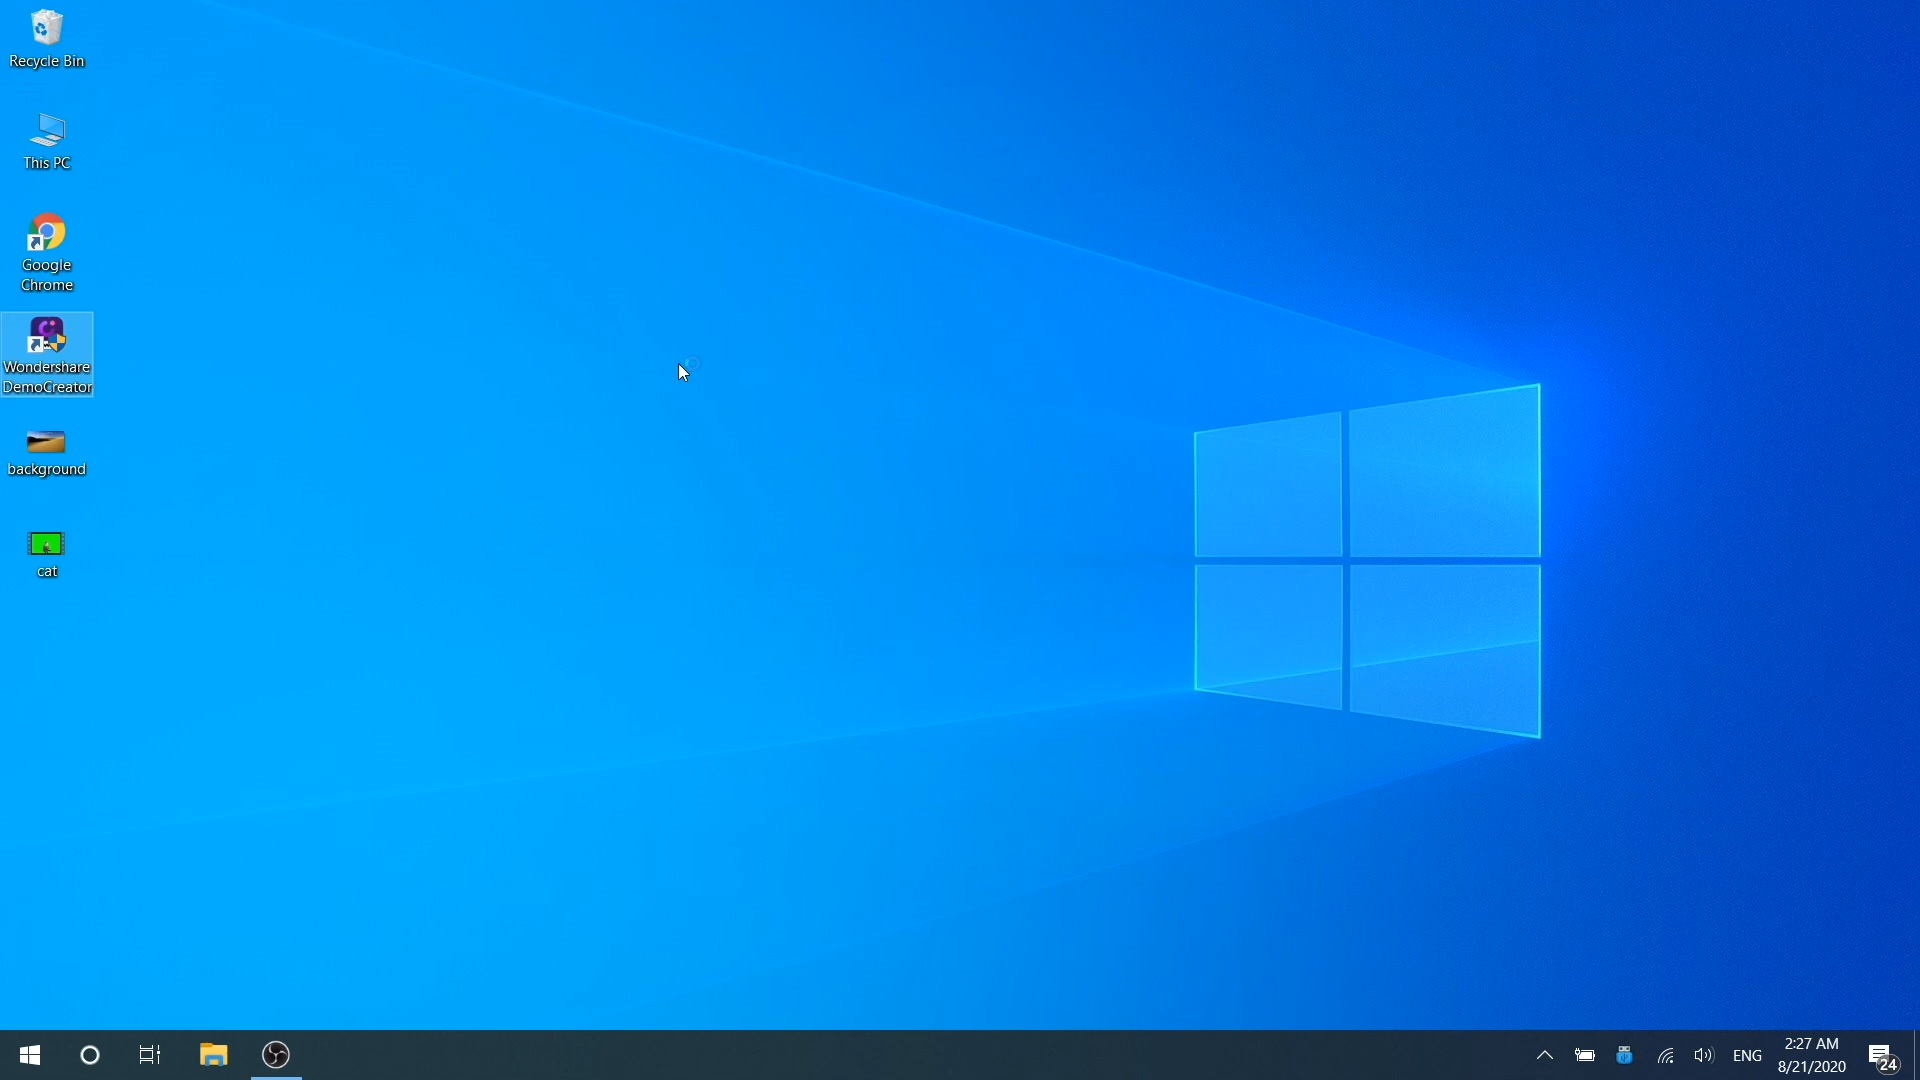 Recycle Bin
This PC
Google
Chrome
Wondershare
DemoCreator
background
cat
ENG
2:27 AM
8/21/2020
24